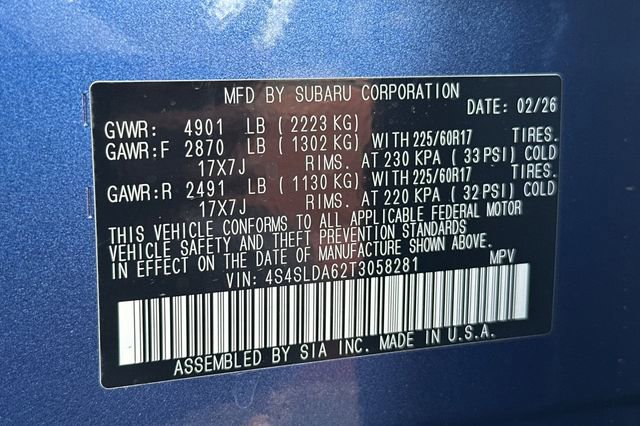 MFD BY SUBARU CORPORATION
DATE: 02/26
GVWR: 4901 LB ( 2223 KG)
GAWR:F 2870 LB ( 1302 KG) WITH 225/60R17 TIRES.
17X7J RIMS. AT 230 KPA ( 33 PSI) COLD
GAWR:R 2491 LB ( 1130 KG) WITH 225/60R17 TIRES.
17X7J RIMS. AT 220 KPA ( 32 PSI) COLD
THIS VEHICLE CONFORMS TO ALL APPLICABLE FEDERAL MOTOR
VEHICLE SAFETY AND THEFT PREVENTION STANDARDS
IN EFFECT ON THE DATE OF MANUFACTURE SHOWN ABOVE.
VIN: 4S4SLDA62T3058281 MPV
ASSEMBLED BY SIA INC. MADE IN U.S.A.